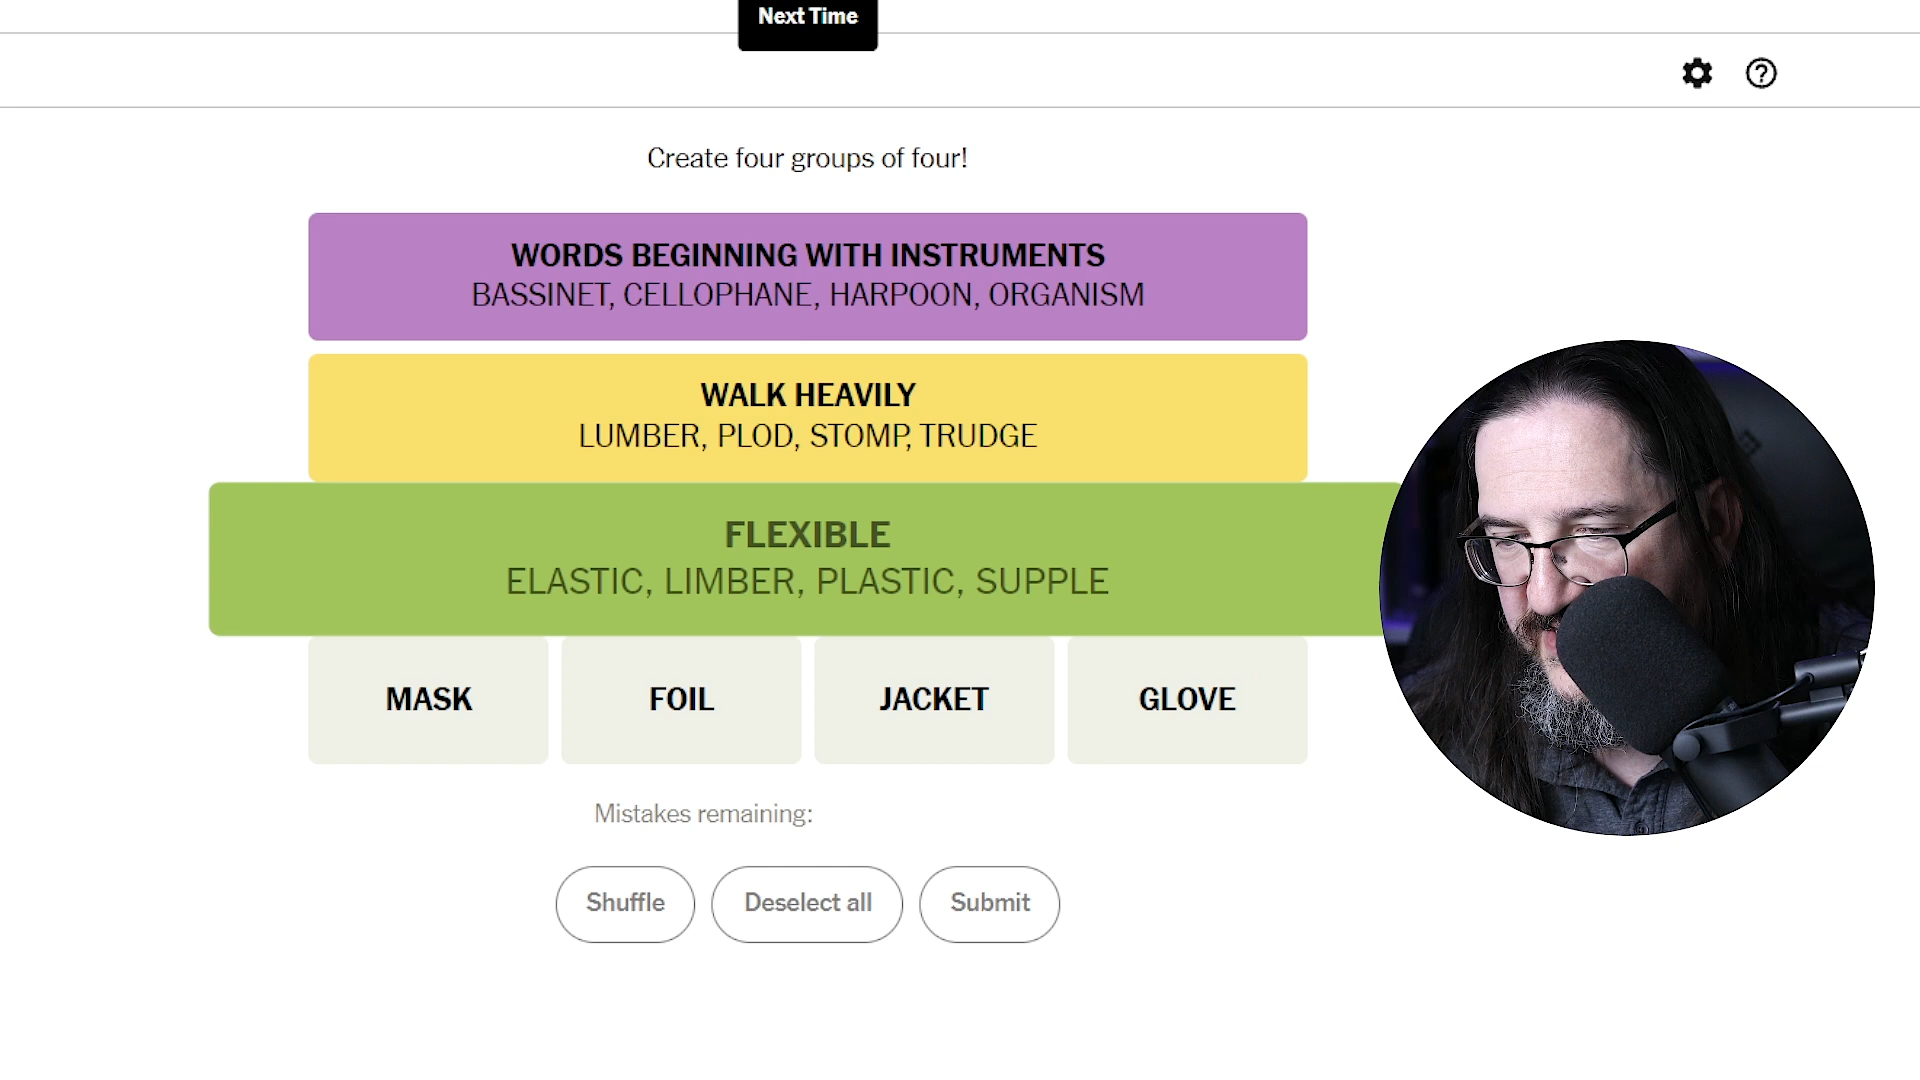 Next Time
Create four groups of four!
WORDS BEGINNING WITH INSTRUMENTS
BASSINET, CELLOPHANE, HARPOON, ORGANISM
WALK HEAVILY
LUMBER, PLOD, STOMP, TRUDGE
FLEXIBLE
ELASTIC, LIMBER, PLASTIC, SUPPLE
MASK FOIL JACKET GLOVE
Mistakes remaining:
Shuffle Deselect all Submit